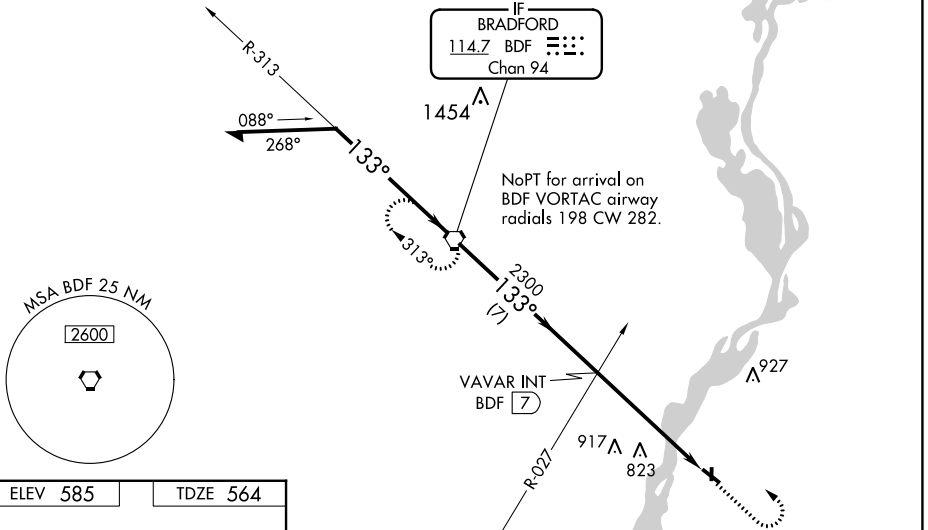 IF
BRADFORD
114.7 BDF
Chan 94
R-313
1454
088°
268°
133°
NoPT for arrival on
BDF VORTAC airway
radials 198 CW 282.
313°
2300
133°
(7)
MSA BDF 25 NM
2600
VAVAR INT
BDF 7
927
917
823
R-027
ELEV 585
TDZE 564